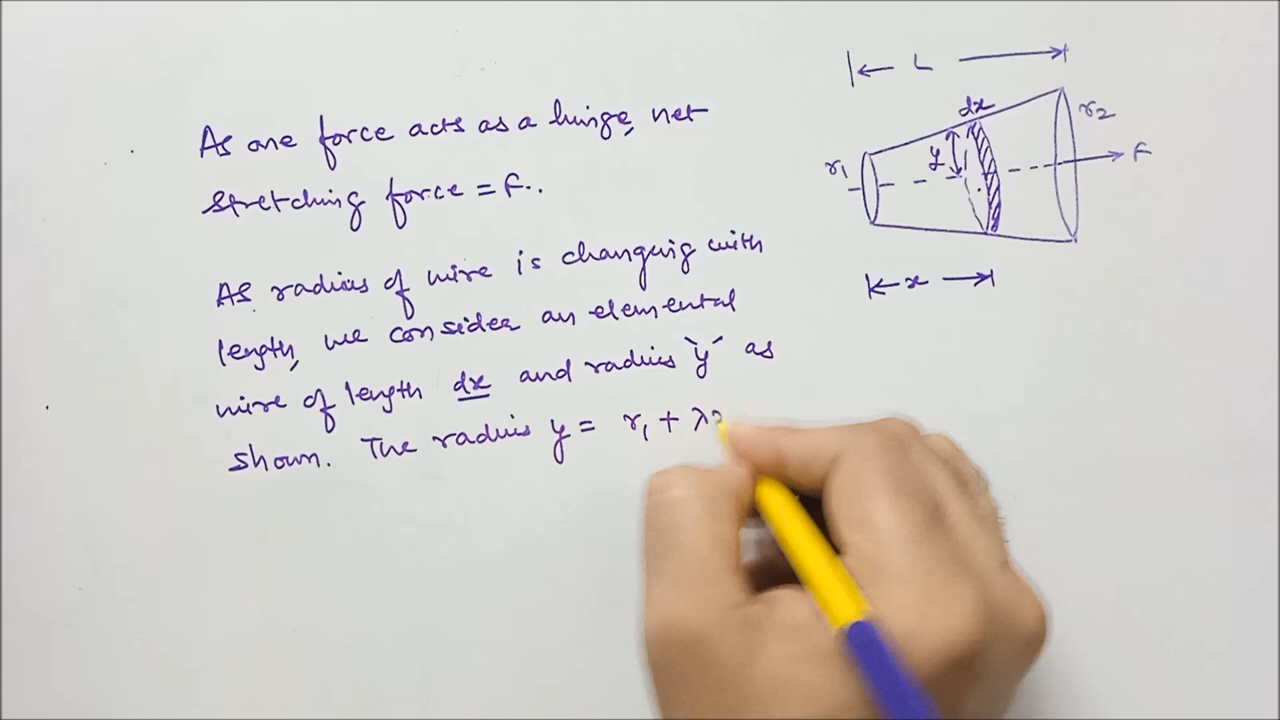 As one force acts as a hinge, net
stretching force = F.
As radius of wire is changing with
length, we consider an elemental
wire of length dx and radius 'y' as
shown. The radius y = r₁ + λ
L
dx
r₂
y
r₁
F
x